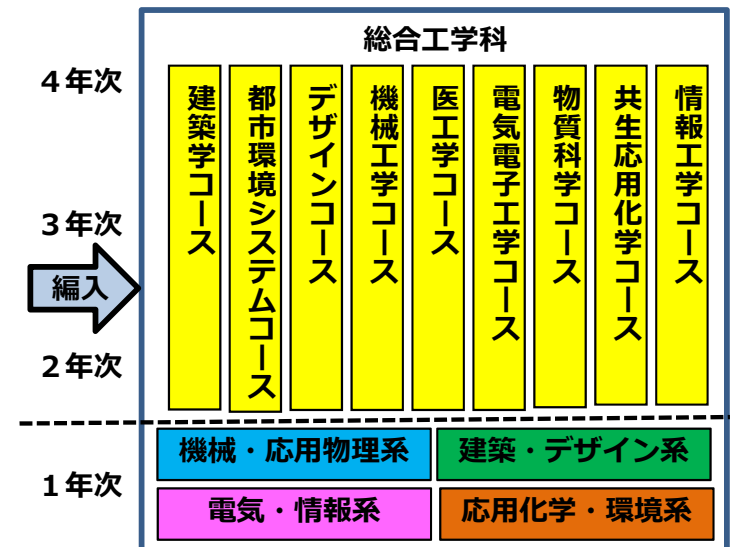 総合工学科
4年次
建築学コース
都市環境システムコース
デザインコース
機械工学コース
医工学コース
電気電子工学コース
物質科学コース
共生応用化学コース
情報工学コース
3年次
編入
2年次
機械・応用物理系
建築・デザイン系
1年次
電気・情報系
応用化学・環境系